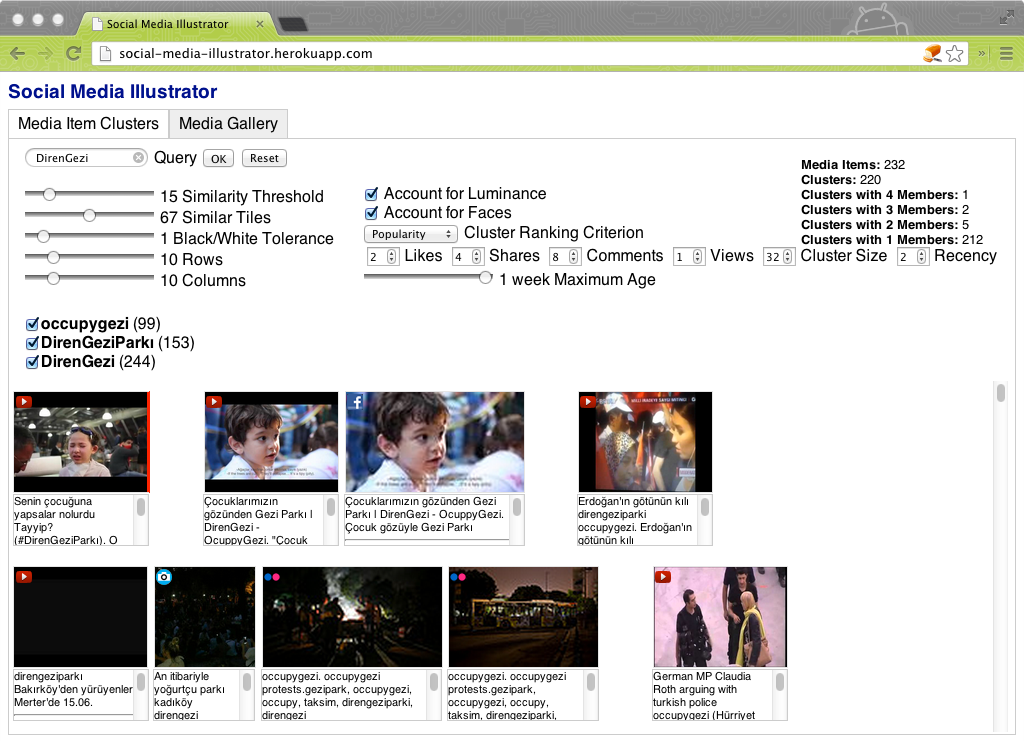 Social Media Illustrator
social-media-illustrator.herokuapp.com
Social Media Illustrator
Media Item Clusters
Media Gallery
DirenGezi Query OK Reset
15 Similarity Threshold
67 Similar Tiles
1 Black/White Tolerance
10 Rows
10 Columns
Account for Luminance
Account for Faces
Popularity Cluster Ranking Criterion
2 Likes 4 Shares 8 Comments 1 Views 32 Cluster Size 2 Recency
1 week Maximum Age
Media Items: 232
Clusters: 220
Clusters with 4 Members: 1
Clusters with 3 Members: 2
Clusters with 2 Members: 5
Clusters with 1 Members: 212
occupygezi (99)
DirenGeziParkı (153)
DirenGezi (244)
Senin çocuğuna
yapsalar nolurdu
Tayyip?
(#DirenGeziParkı). O
Çocuklarımızın
gözünden Gezi Parkı |
DirenGezi -
OcuppyGezi. "Çocuk
Çocuklarımızın gözünden Gezi
Parkı | DirenGezi - OcuppyGezi.
Çocuk gözüyle Gezi Parkı
Erdoğan'ın götünün kılı
direngeziparki
occupygezi. Erdoğan'ın
götünün kılı
direngeziparkı
Bakırköy'den yürüyenler
Merter'de 15.06.
An itibariyle
yoğurtçu parkı
kadıköy
direngezi
occupygezi. occupygezi
protests.gezipark, occupygezi,
occupy, taksim, direngeziparki,
direngezi
occupygezi. occupygezi
protests.gezipark,
occupygezi, occupy,
taksim, direngeziparki,
German MP Claudia
Roth arguing with
turkish police
occupygezi (Hürriyet